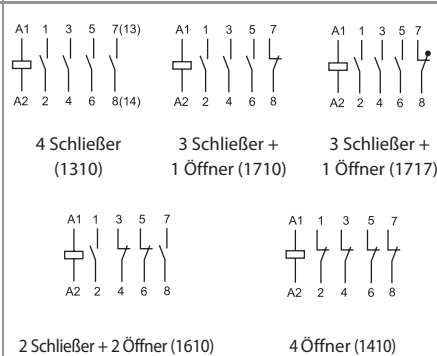 A1 1 3 5 7(13)
A2 2 4 6 8(14)
4 Schließer
(1310)
A1 1 3 5 7
A2 2 4 6 8
3 Schließer +
1 Öffner (1710)
A1 1 3 5 7
A2 2 4 6 8
3 Schließer +
1 Öffner (1717)
A1 1 3 5 7
A2 2 4 6 8
2 Schließer + 2 Öffner (1610)
A1 1 3 5 7
A2 2 4 6 8
4 Öffner (1410)